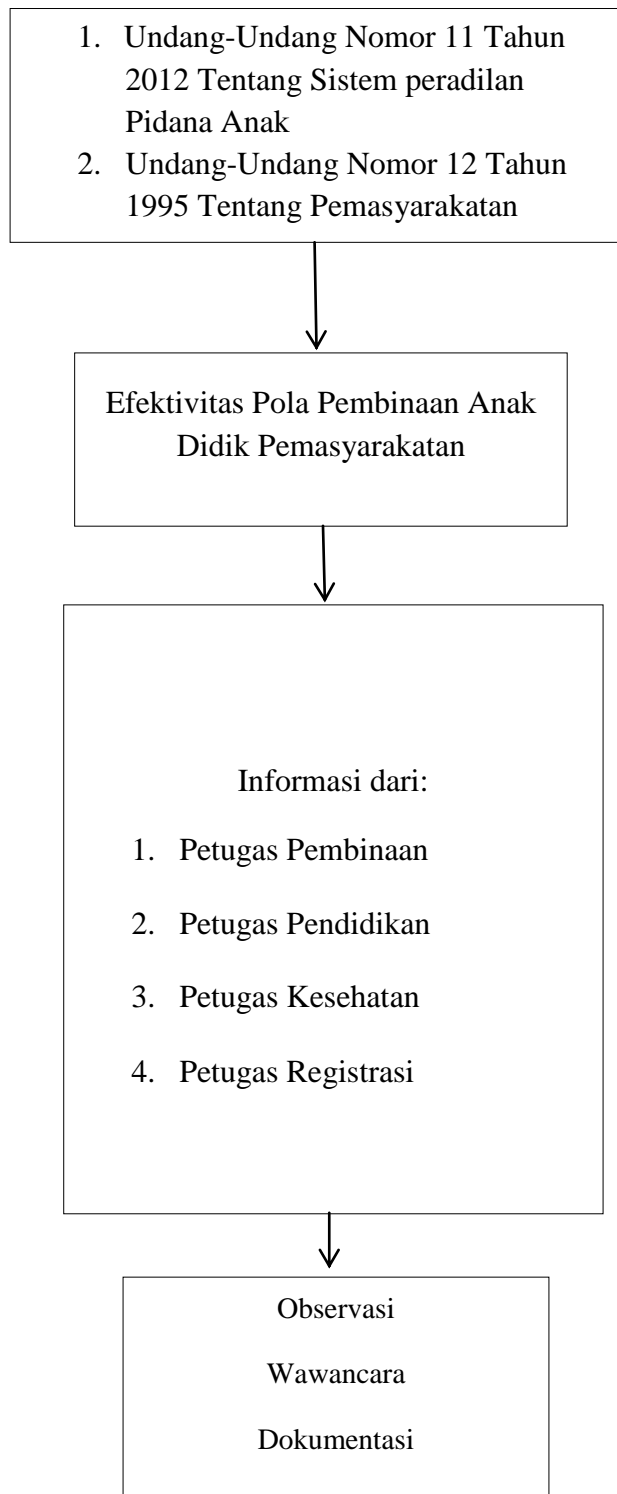 1. Undang-Undang Nomor 11 Tahun
2012 Tentang Sistem peradilan
Pidana Anak
2. Undang-Undang Nomor 12 Tahun
1995 Tentang Pemasyarakatan
Efektivitas Pola Pembinaan Anak
Didik Pemasyarakatan
Informasi dari:
1. Petugas Pembinaan
2. Petugas Pendidikan
3. Petugas Kesehatan
4. Petugas Registrasi
Observasi
Wawancara
Dokumentasi